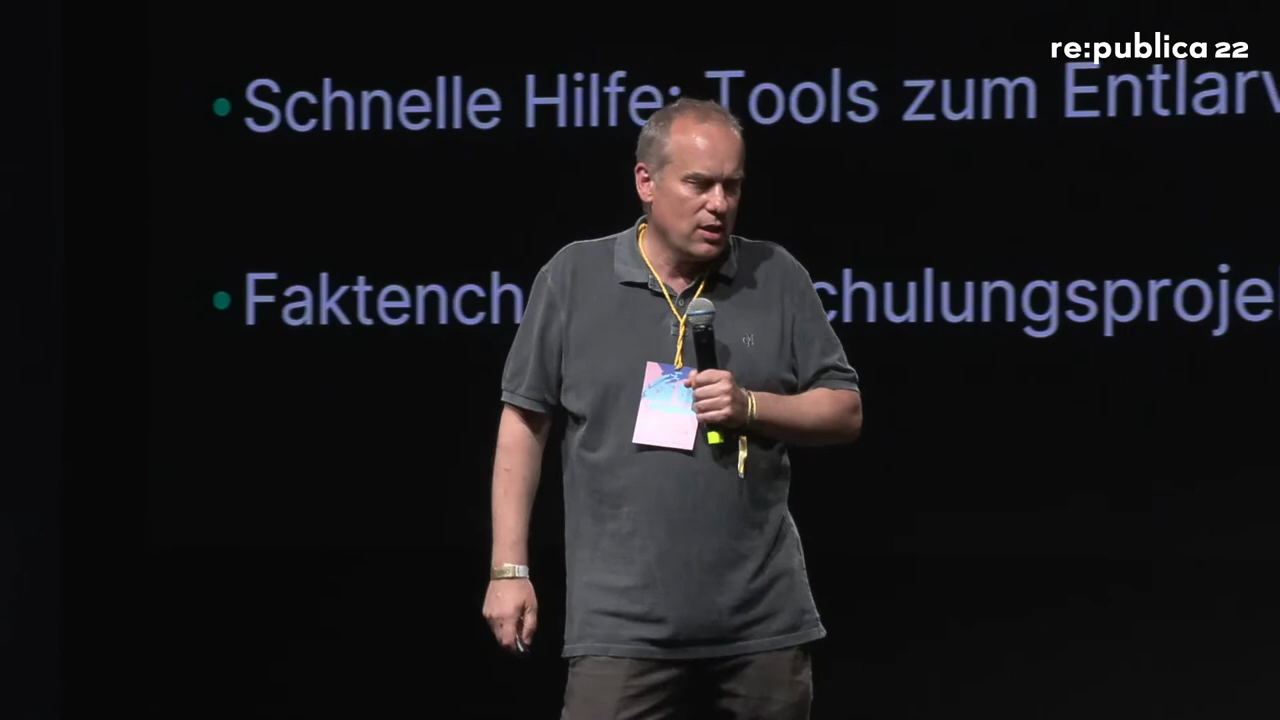 re:publica 22
• Schnelle Hilfe: Tools zum Entlarv
• Faktench chulungsproje